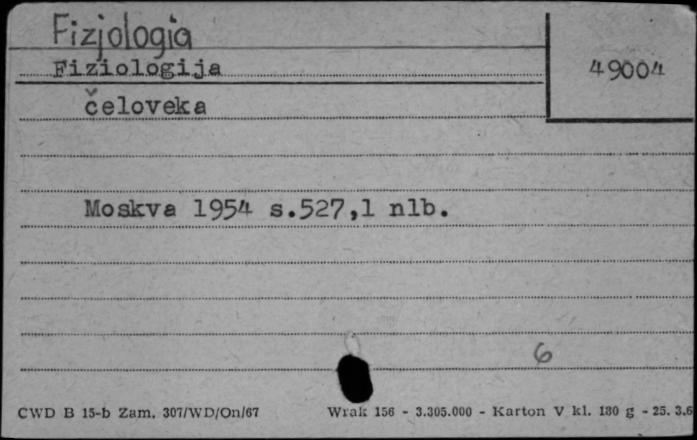 Fizjologia
Fiziologija
49004
čeloveka
Moskva 1954 s.527,1 nlb.
6
CWD B 15-b Zam. 307/WD/On/67 Wrak 156 - 3.305.000 - Karton V kl. 180 g - 25. 3.6